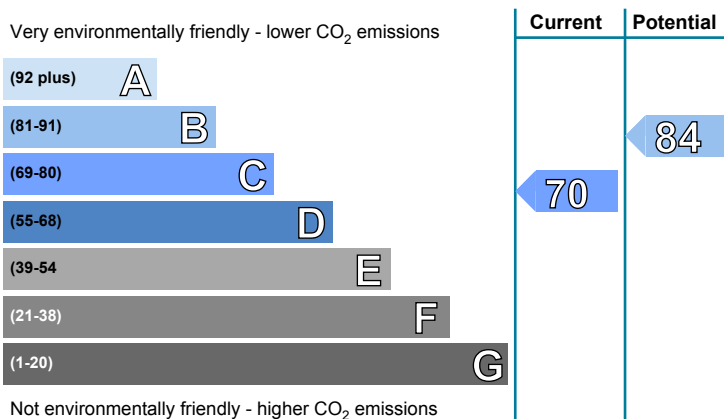 Current Potential
Very environmentally friendly - lower CO2 emissions
(92 plus) A
(81-91) B
84
(69-80) C
70
(55-68) D
(39-54 E
(21-38) F
(1-20) G
Not environmentally friendly - higher CO2 emissions